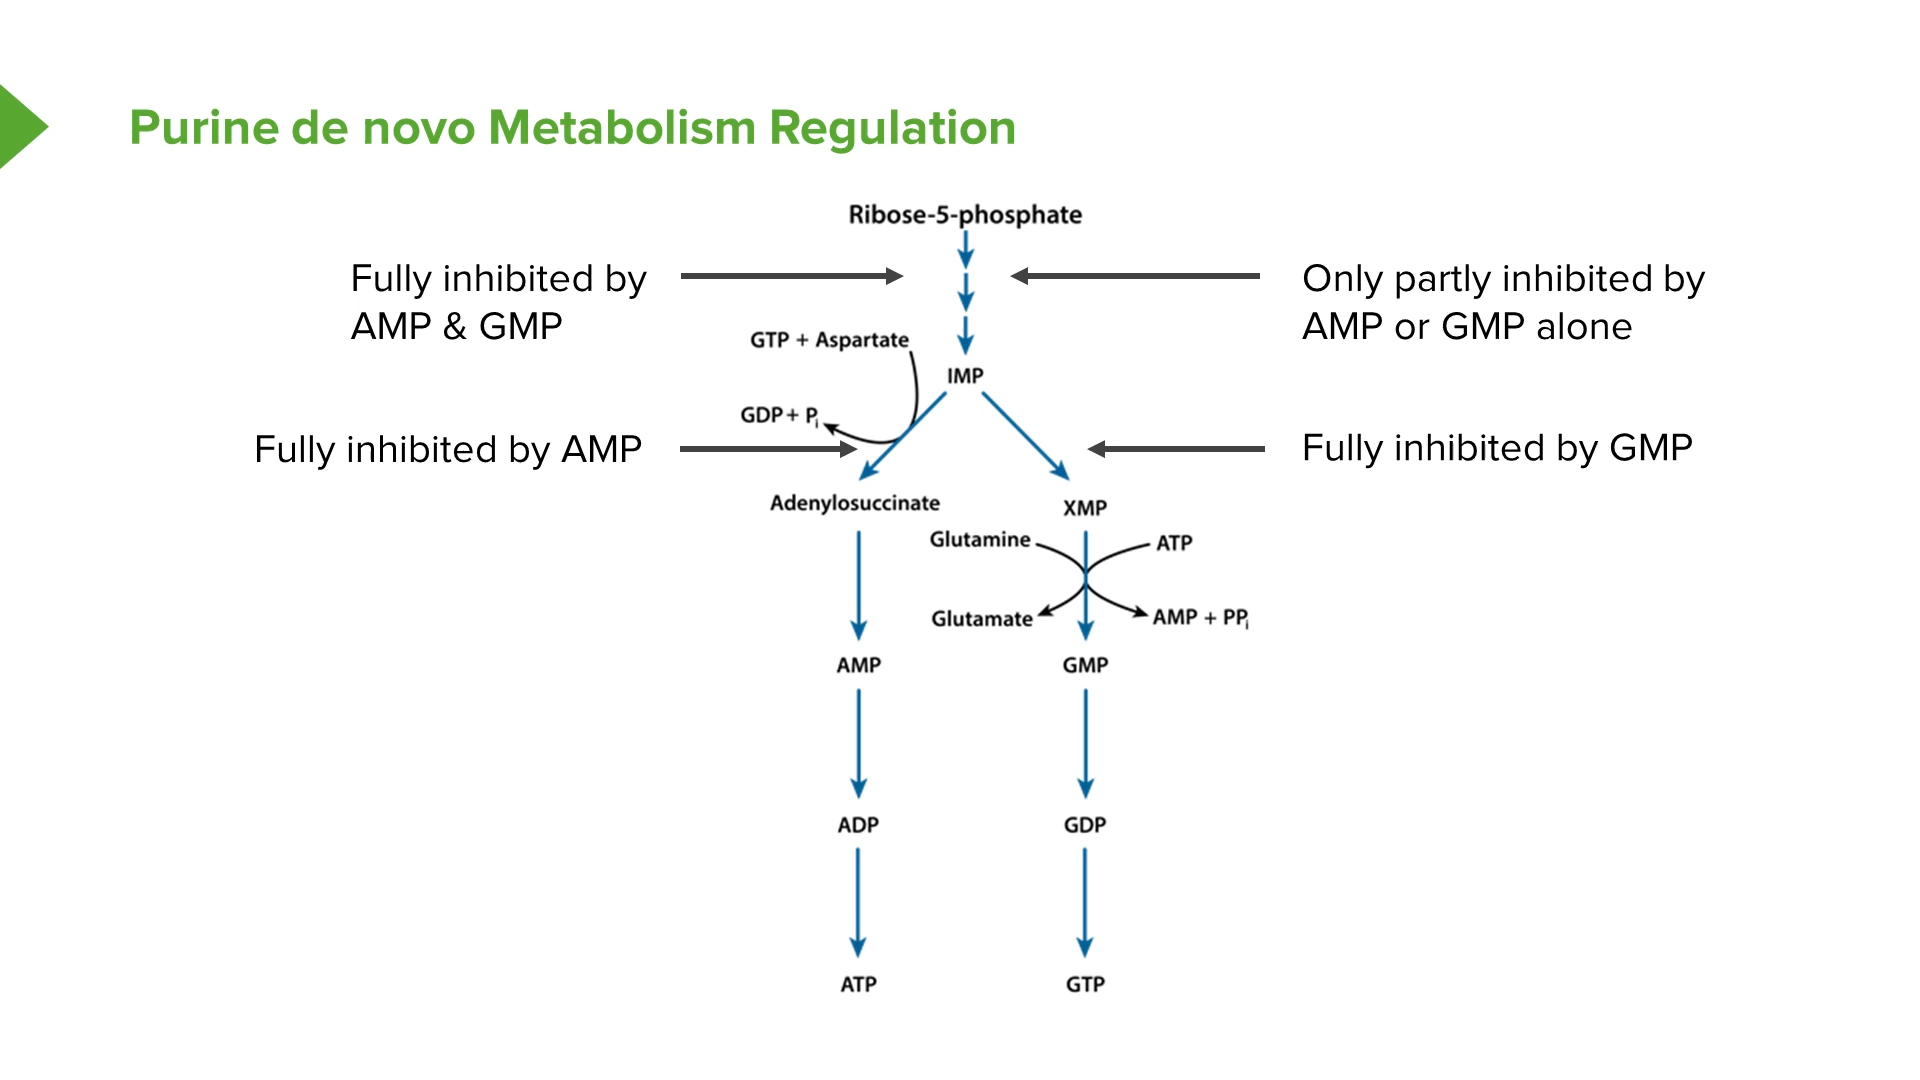 Purine de novo Metabolism Regulation
Ribose-5-phosphate
Fully inhibited by
AMP & GMP
Only partly inhibited by
AMP or GMP alone
GTP + Aspartate
IMP
GDP + Pi
Fully inhibited by AMP
Fully inhibited by GMP
Adenylosuccinate
XMP
Glutamine
ATP
Glutamate
AMP + PPi
AMP
GMP
ADP
GDP
ATP
GTP